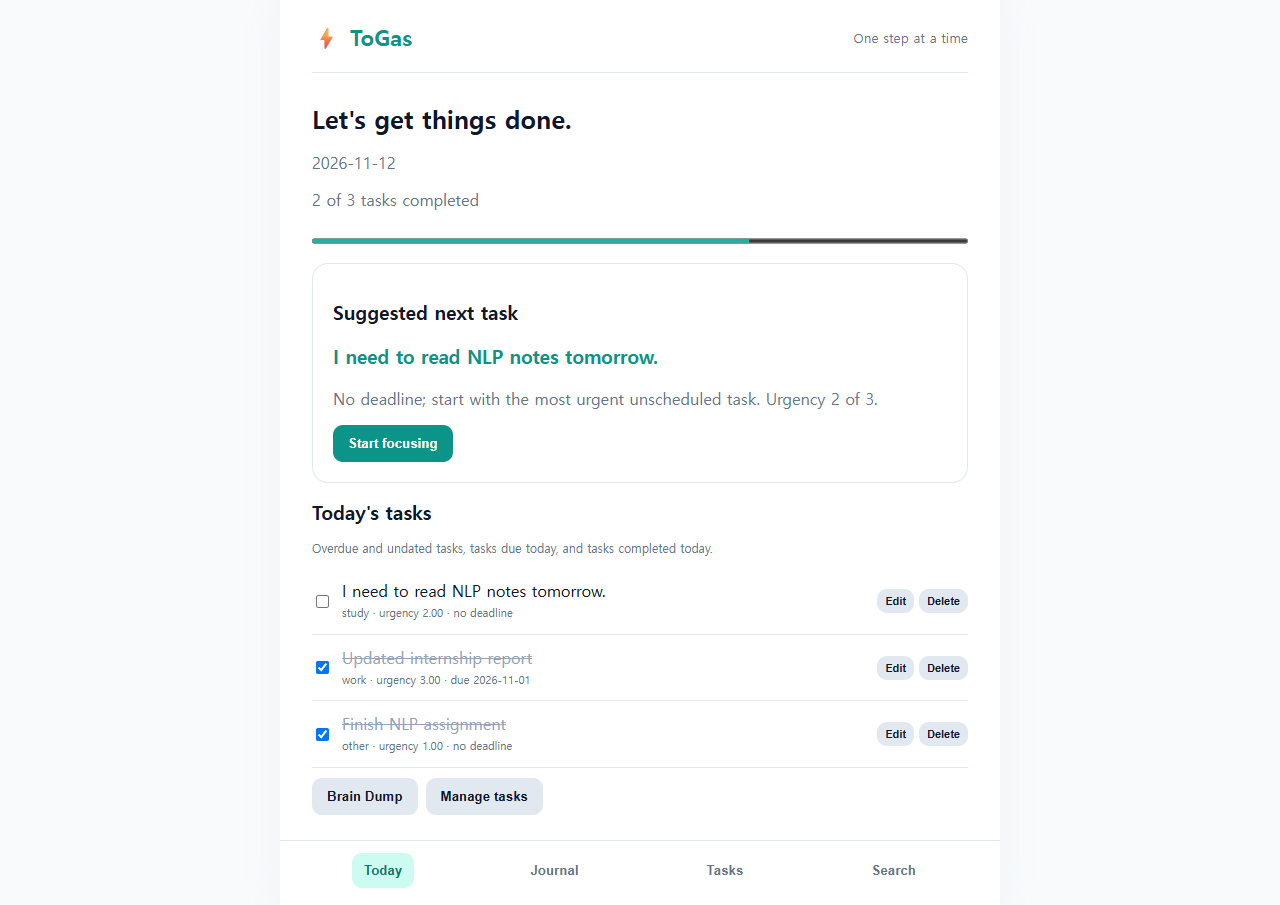 ToGas
One step at a time
Let's get things done.
2026-11-12
2 of 3 tasks completed
Suggested next task
I need to read NLP notes tomorrow.
No deadline; start with the most urgent unscheduled task. Urgency 2 of 3.
Start focusing
Today's tasks
Overdue and undated tasks, tasks due today, and tasks completed today.
I need to read NLP notes tomorrow.
study · urgency 2.00 · no deadline
Edit Delete
Updated internship report
work · urgency 3.00 · due 2026-11-01
Edit Delete
Finish NLP assignment
other · urgency 1.00 · no deadline
Edit Delete
Brain Dump Manage tasks
Today Journal Tasks Search